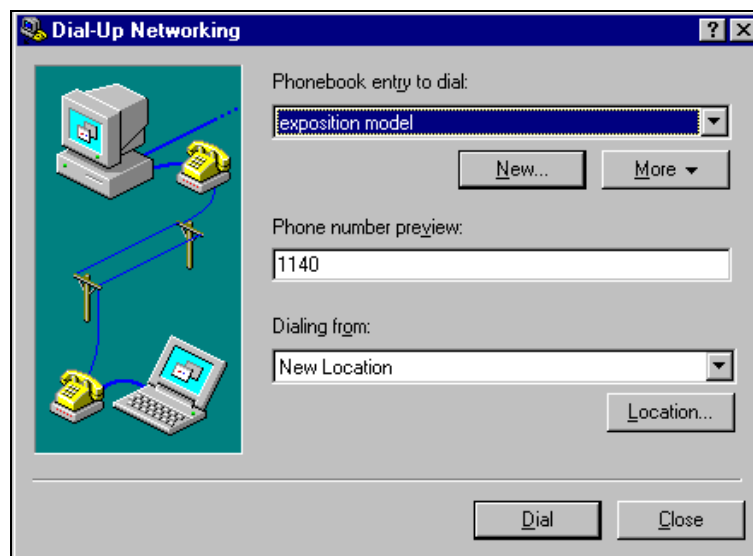 Dial-Up Networking
Phonebook entry to dial:
exposition model
New... More
Phone number preview:
1140
Dialing from:
New Location
Location...
Dial Close